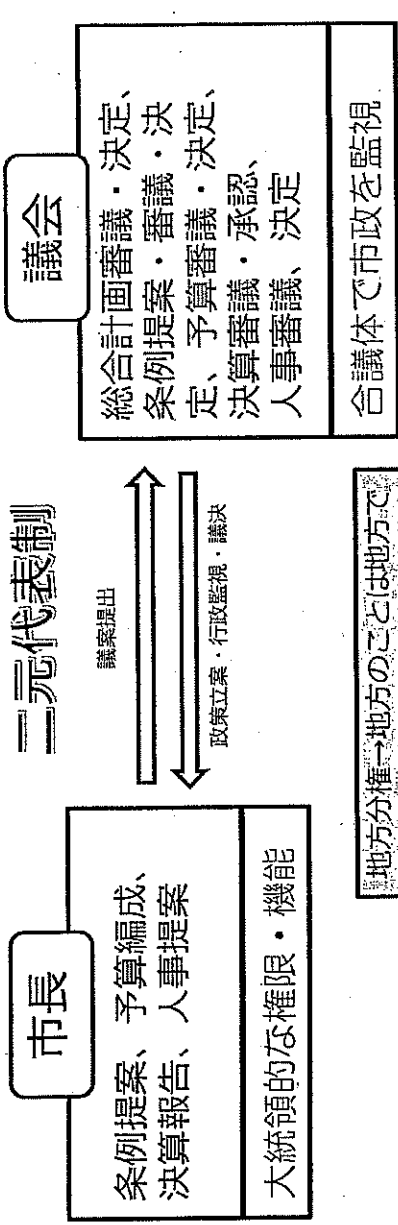 二元代表制
市長
条例提案、予算編成、
決算報告、人事提案
大統領的な権限・機能
議案提出
政策立案・行政監視・議決
議会
総合計画審議・決定、
条例提案・審議・決
定、予算審議・決定、
決算審議・承認、
人事審議、決定
合議体で市政を監視
地方分権→地方のことは地方で